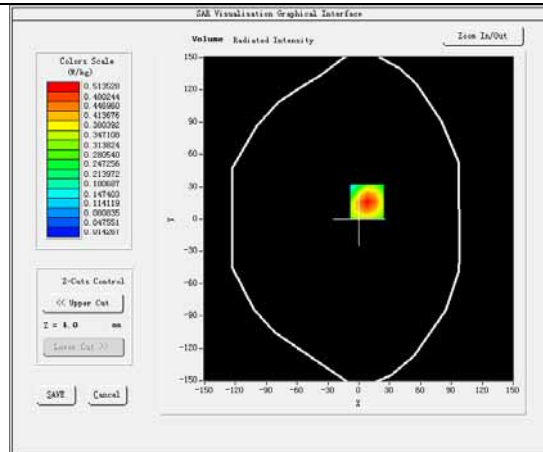 SAR Visualisation Graphical Interface
Volume Radiated Intensity
Zoom In/Out
Colors Scale
(W/kg)
0.513528
0.480244
0.446960
0.413676
0.380392
0.347108
0.313824
0.280540
0.247256
0.213972
0.180687
0.147403
0.114119
0.080835
0.047551
0.014267
150
120
90
60
30
0
-30
-60
-90
-120
-150
Y
-150 -120 -90 -60 -30 0 30 60 90 120 150
X
Z-Cuts Control
<< Upper Cut
Z = 4.0 mm
Lower Cut >>
SAVE Cancel